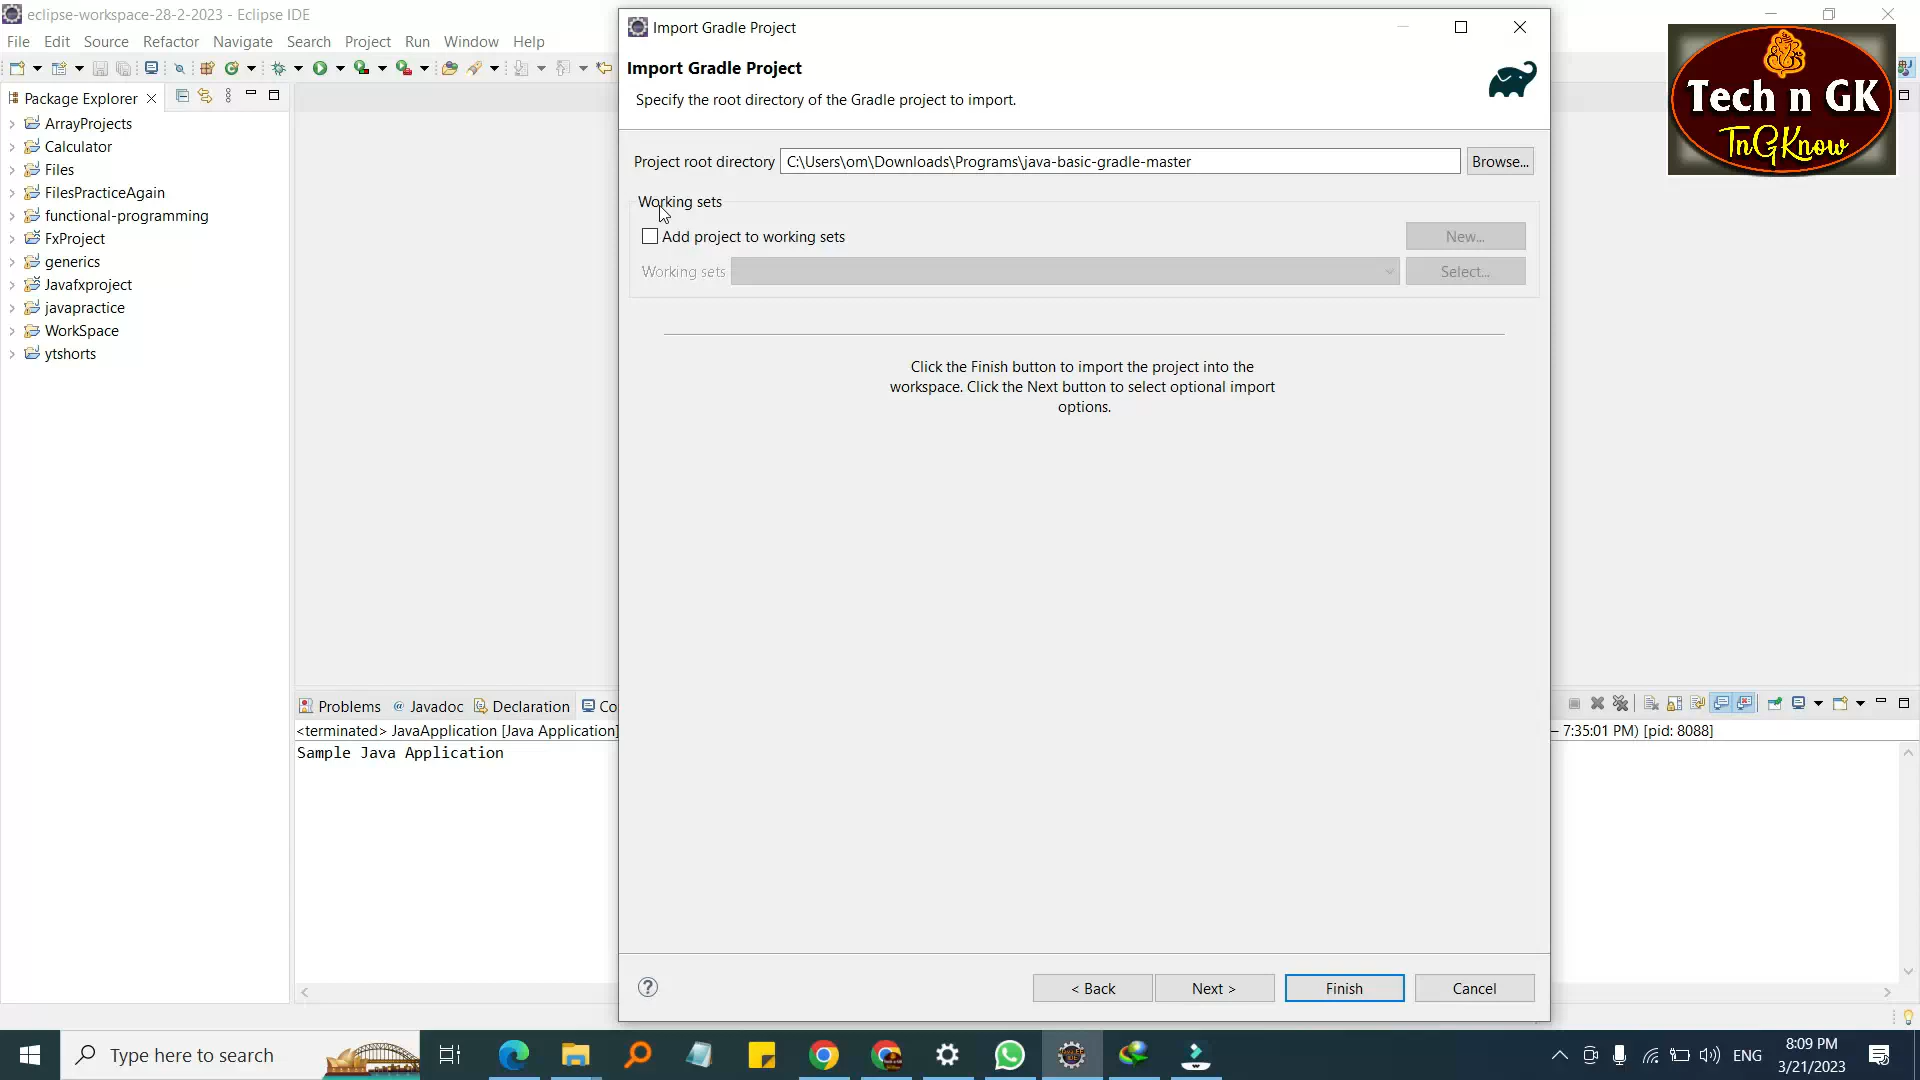 eclipse-workspace-28-2-2023 - Eclipse IDE
File Edit Source Refactor Navigate Search Project Run Window Help
Package Explorer
ArrayProjects
Calculator
Files
FilesPracticeAgain
functional-programming
FxProject
generics
Javafxproject
javapractice
WorkSpace
ytshorts
Import Gradle Project
Import Gradle Project
Specify the root directory of the Gradle project to import.
Project root directory C:\Users\om\Downloads\Programs\java-basic-gradle-master Browse...
Working sets
Add project to working sets New...
Working sets Select...
Click the Finish button to import the project into the
workspace. Click the Next button to select optional import
options.
< Back Next > Finish Cancel
Tech n GK
TnGKnow
Problems @ Javadoc Declaration Co
<terminated> JavaApplication [Java Application] – 7:35:01 PM) [pid: 8088]
Sample Java Application
Type here to search
ENG
8:09 PM
3/21/2023